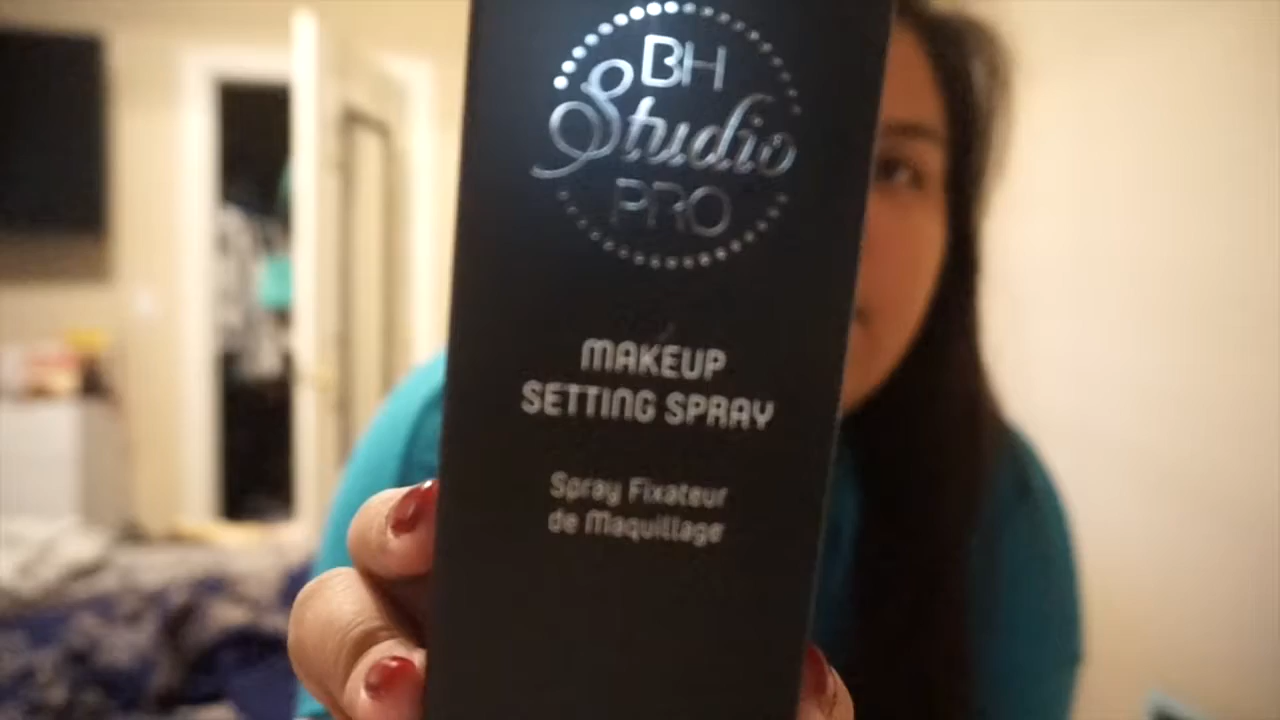 BH
Studio
PRO
MAKEUP
SETTING SPRAY
Spray Fixateur
de Maquillage